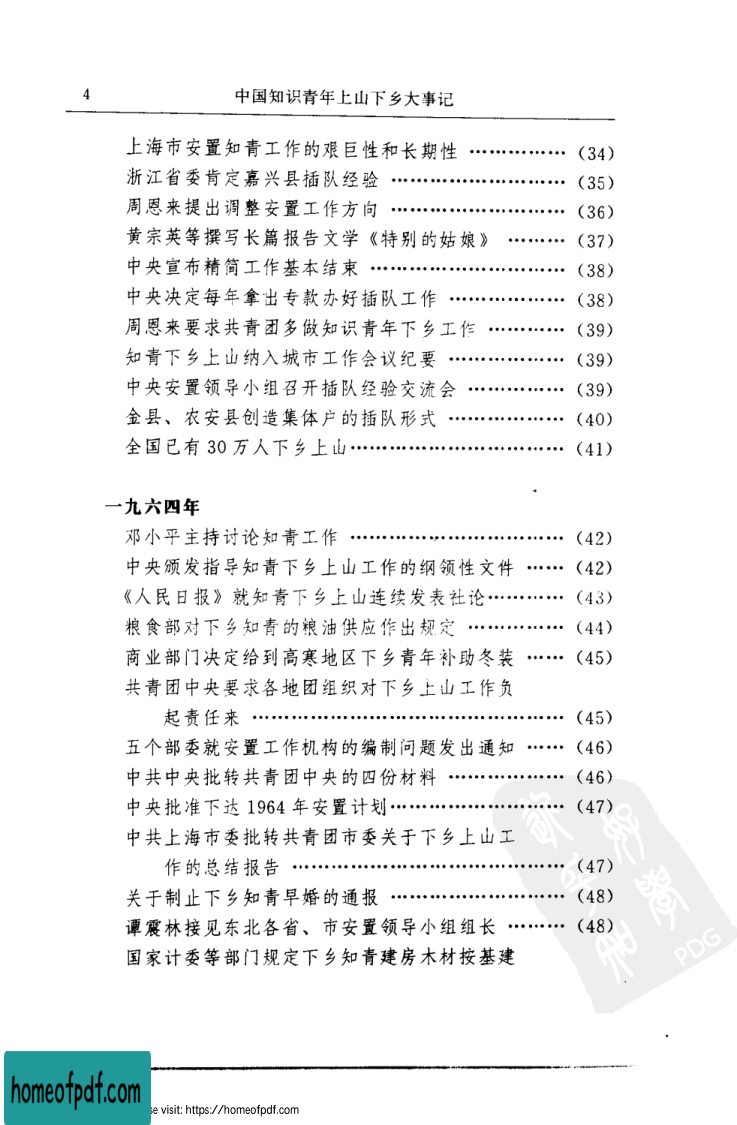 4 中国知识青年上山下乡大事记
上海市安置知青工作的艰巨性和长期性 …………… (34)
浙江省委肯定嘉兴县插队经验 ……………………… (35)
周恩来提出调整安置工作方向 ……………………… (36)
黄宗英等撰写长篇报告文学《特别的姑娘》 ……… (37)
中央宣布精简工作基本结束 ………………………… (38)
中央决定每年拿出专款办好插队工作 ……………… (38)
周恩来要求共青团多做知识青年下乡工作 ………… (39)
知青下乡上山纳入城市工作会议纪要 ……………… (39)
中央安置领导小组召开插队经验交流会 …………… (39)
金县、农安县创造集体户的插队形式 ……………… (40)
全国已有 30 万人下乡上山…………………………… (41)
一九六四年
邓小平主持讨论知青工作 …………………………… (42)
中央颁发指导知青下乡上山工作的纲领性文件 …… (42)
《人民日报》就知青下乡上山连续发表社论………… (43)
粮食部对下乡知青的粮油供应作出规定 …………… (44)
商业部门决定给到高寒地区下乡青年补助冬装 …… (45)
共青团中央要求各地团组织对下乡上山工作负
起责任来 ………………………………………… (45)
五个部委就安置工作机构的编制问题发出通知 …… (46)
中共中央批转共青团中央的四份材料 ……………… (46)
中央批准下达 1964 年安置计划……………………… (47)
中共上海市委批转共青团市委关于下乡上山工
作的总结报告 …………………………………… (47)
关于制止下乡知青早婚的通报 ……………………… (48)
谭震林接见东北各省、市安置领导小组组长 ……… (48)
国家计委等部门规定下乡知青建房木材按基建
PDG
homeofpdf.com
se visit: https://homeofpdf.com